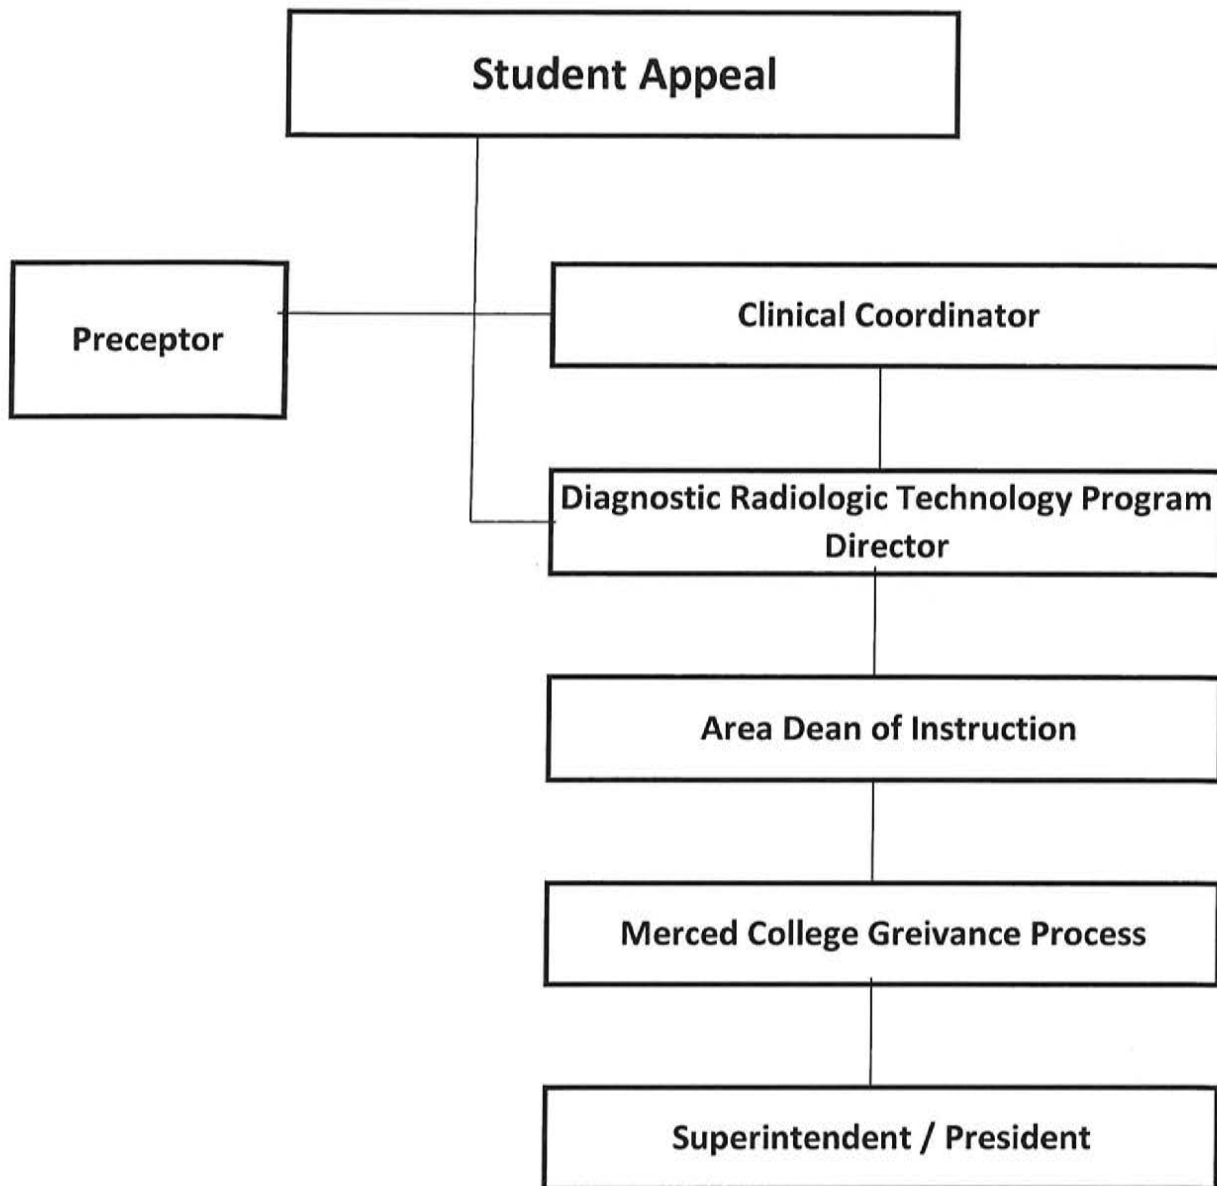 Student Appeal
Preceptor
Clinical Coordinator
Diagnostic Radiologic Technology Program
Director
Area Dean of Instruction
Merced College Greivance Process
Superintendent / President